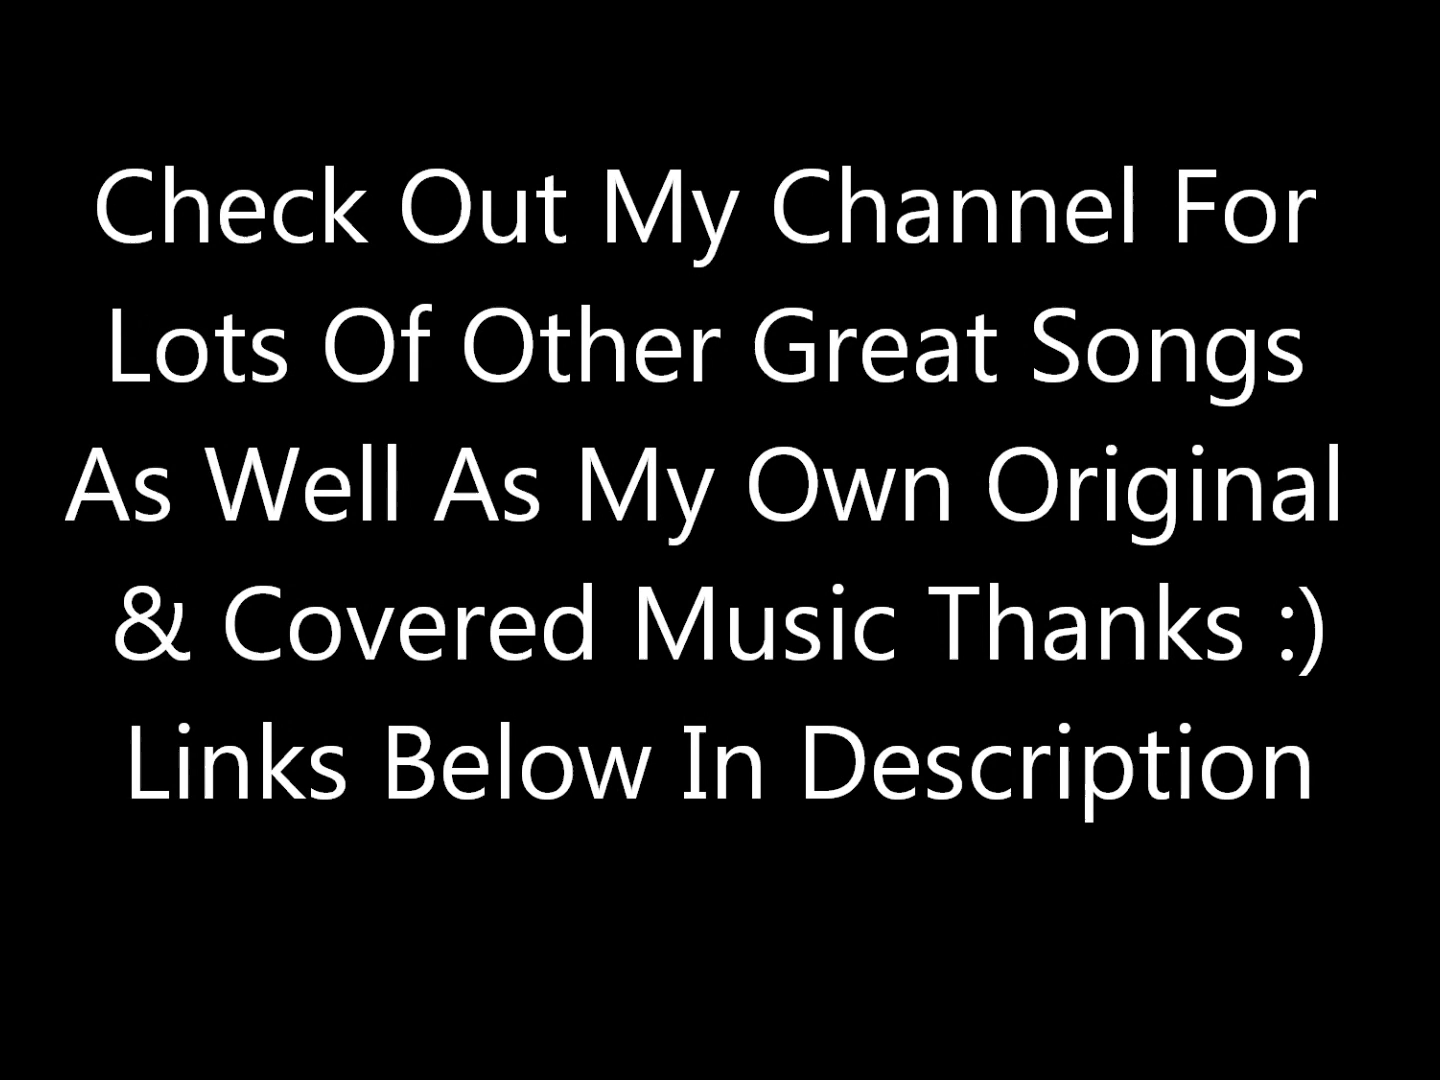 Check Out My Channel For
Lots Of Other Great Songs
As Well As My Own Original
& Covered Music Thanks :)
Links Below In Description